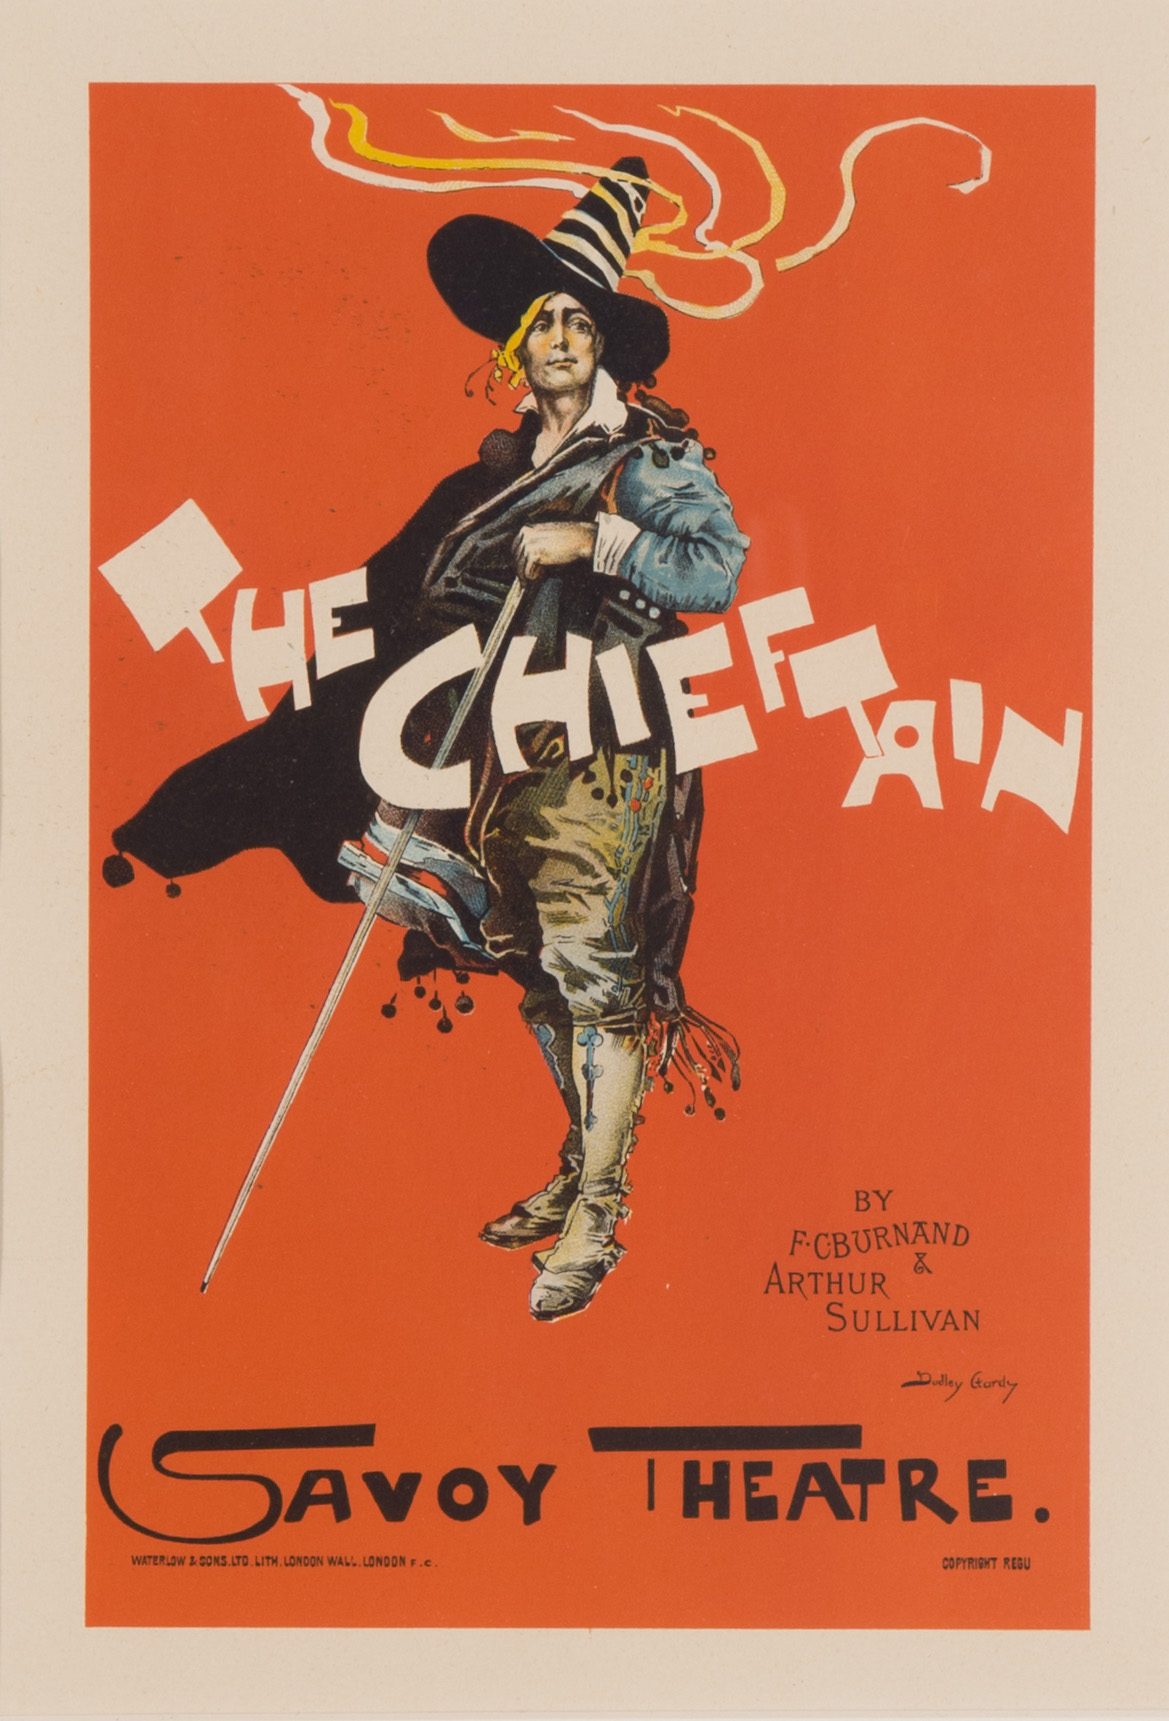 THE CHIEFTAIN
BY
F.C.BURNAND
&
ARTHUR
SULLIVAN
Dudley Hardy
SAVOY THEATRE.
WATERLOW & SONS.LTD.LITH.LONDON WALL.LONDON
COPYRIGHT REGD